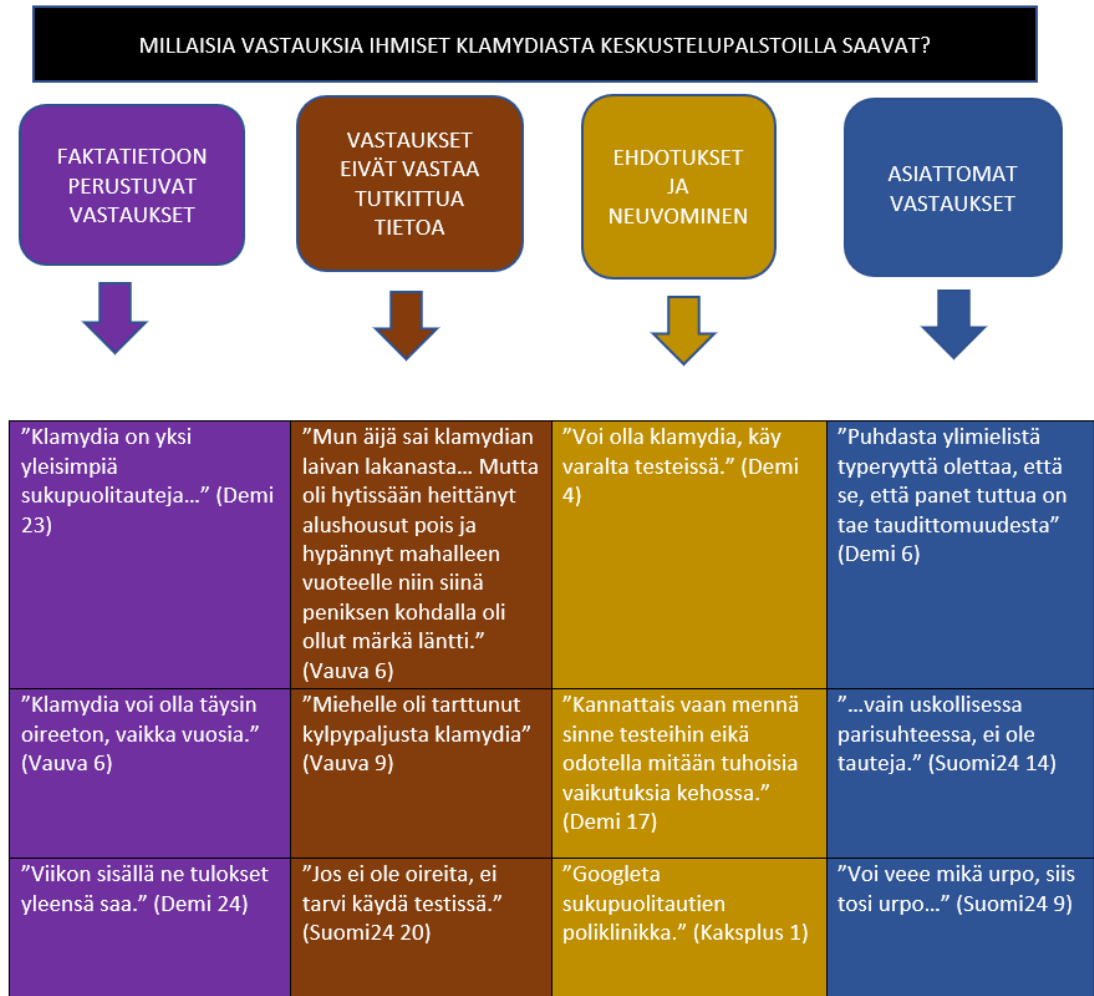 MILLAISIA VASTAUKSIA IHMISET KLAMYDIASTA KESKUSTELUPALSTOILLA SAAVAT?
FAKTATIETOON
PERUSTUVAT
VASTAUKSET
VASTAUKSET
EIVÄT VASTAA
TUTKITTUA
TIETOA
EHDOTUKSET
JA
NEUVOMINEN
ASIATTOMAT
VASTAUKSET
”Klamydia on yksi
yleisimpiä
sukupuolitauteja…” (Demi
23)
”Mun äijä sai klamydian
laivan lakanasta… Mutta
oli hytissään heittänyt
alushousut pois ja
hypännyt mahalleen
vuoteelle niin siinä
peniksen kohdalla oli
ollut märkä läntti.”
(Vauva 6)
”Voi olla klamydia, käy
varalta testeissä.” (Demi
4)
”Puhdasta ylimielistä
typeryyttä olettaa, että
se, että panet tuttua on
tae taudittomuudesta”
(Demi 6)
”Klamydia voi olla täysin
oireeton, vaikka vuosia.”
(Vauva 6)
”Miehelle oli tarttunut
kylpypaljusta klamydia”
(Vauva 9)
”Kannattais vaan mennä
sinne testeihin eikä
odotella mitään tuhoisia
vaikutuksia kehossa.”
(Demi 17)
”…vain uskollisessa
parisuhteessa, ei ole
tauteja.” (Suomi24 14)
”Viikon sisällä ne tulokset
yleensä saa.” (Demi 24)
”Jos ei ole oireita, ei
tarvi käydä testissä.”
(Suomi24 20)
”Googleta
sukupuolitautien
poliklinikka.” (Kaksplus 1)
”Voi veee mikä urpo, siis
tosi urpo…” (Suomi24 9)